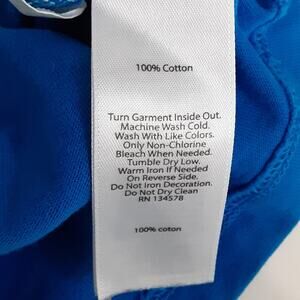 100% Cotton
Turn Garment Inside Out.
Machine Wash Cold.
Wash With Like Colors.
Only Non-Chlorine
Bleach When Needed.
Tumble Dry Low.
Warm Iron If Needed
On Reverse Side.
Do Not Iron Decoration.
Do Not Dry Clean
RN 134578
100% coton